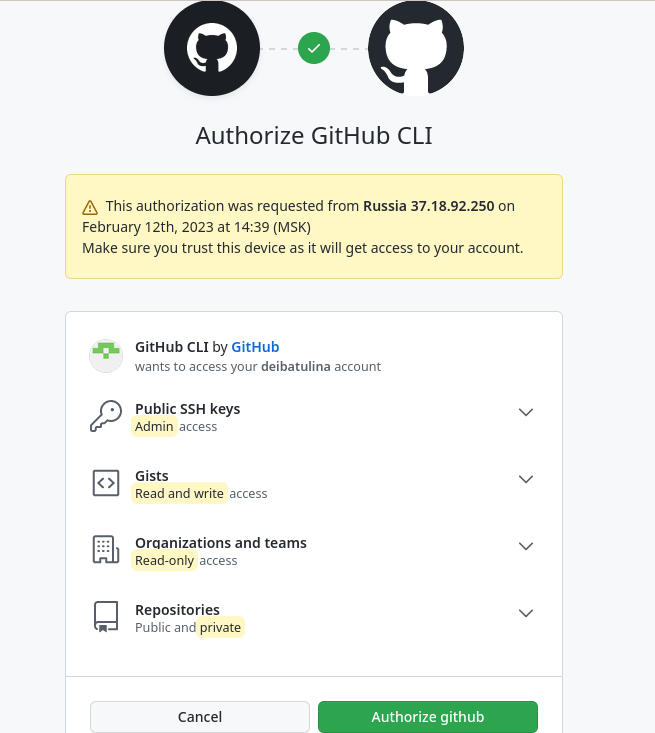 Authorize GitHub CLI
This authorization was requested from Russia 37.18.92.250 on
February 12th, 2023 at 14:39 (MSK)
Make sure you trust this device as it will get access to your account.
GitHub CLI by GitHub
wants to access your deibatulina account
Public SSH keys
Admin access
Gists
Read and write access
Organizations and teams
Read-only access
Repositories
Public and private
Cancel
Authorize github